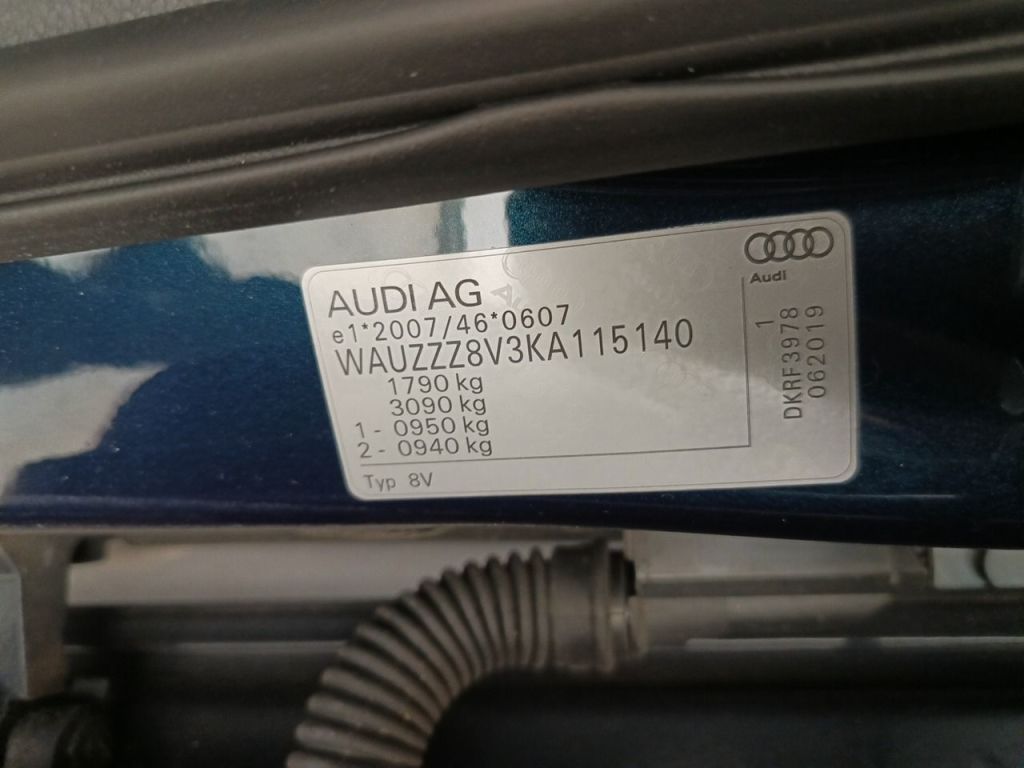 AUDI AG
e1*2007/46*0607
WAUZZZ8V3KA115140
1790 kg
3090 kg
1 - 0950 kg
2 - 0940 kg
Typ 8V
Audi
1
DKRF3978
062019